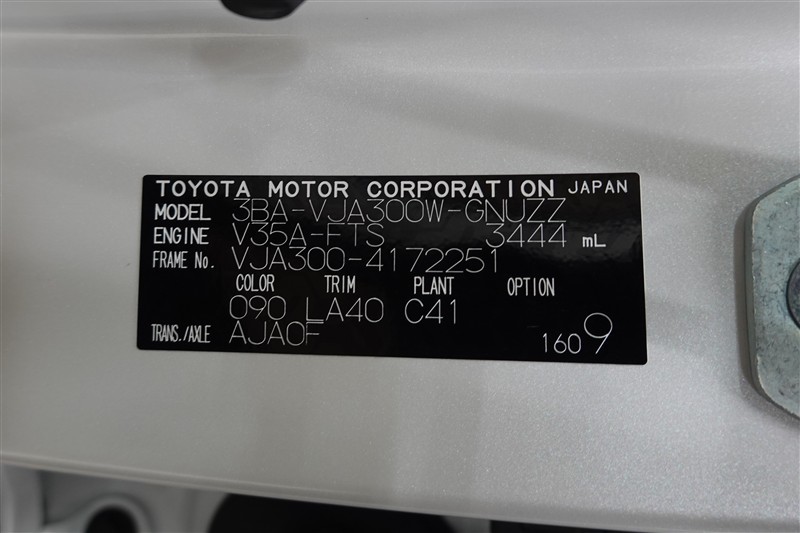 TOYOTA MOTOR CORPORATION JAPAN
MODEL 3BA-VJA300W-GNUZZ
ENGINE V35A-FTS 3444 mL
FRAME No. VJA300-4172251
COLOR TRIM PLANT OPTION
090 LA40 C41
TRANS./AXLE AJA0F
1609